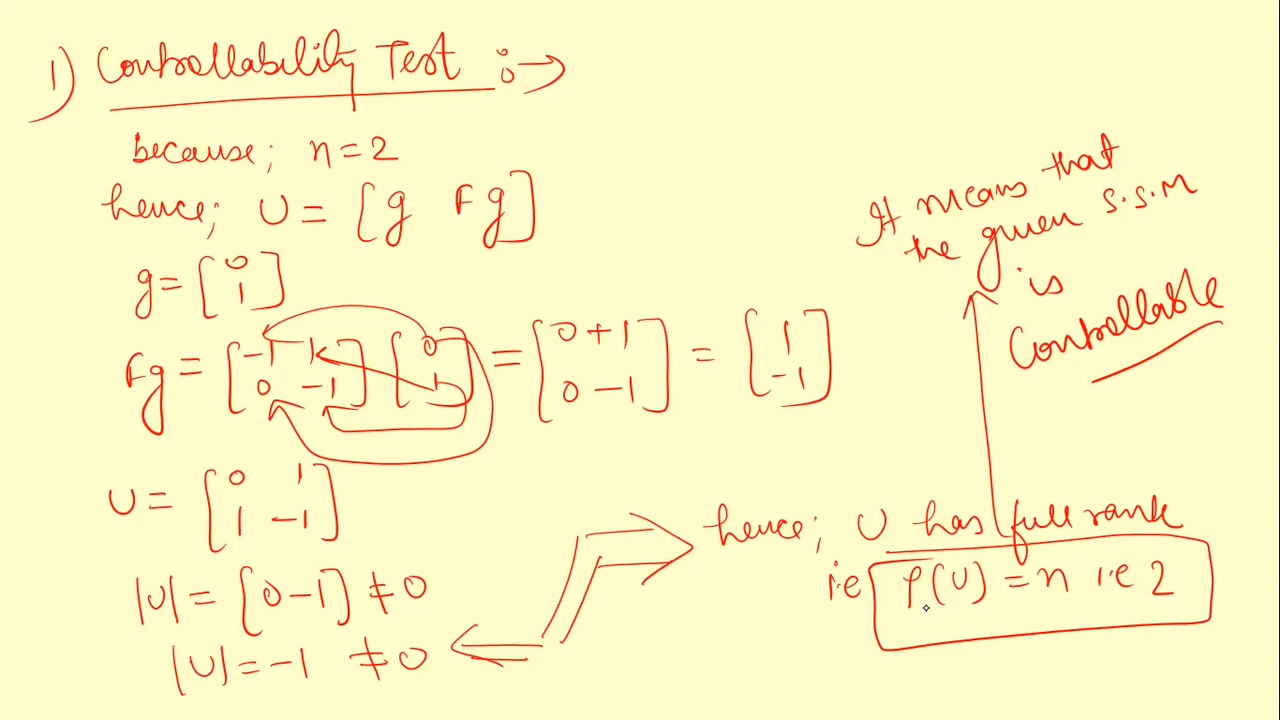 1) Controllability Test :→
because; n=2
hence; U = [g Fg]
g = [0
1]
Fg = [-1 1
0 -1] [0
1] = [0+1
0-1] = [1
-1]
U = [0 1
1 -1]
|U| = [0-1] ≠0
|U| = -1 ≠0
hence; U has full rank
i.e ρ(U) = n i.e 2
It means that
the given S.S.M
is
Controllable